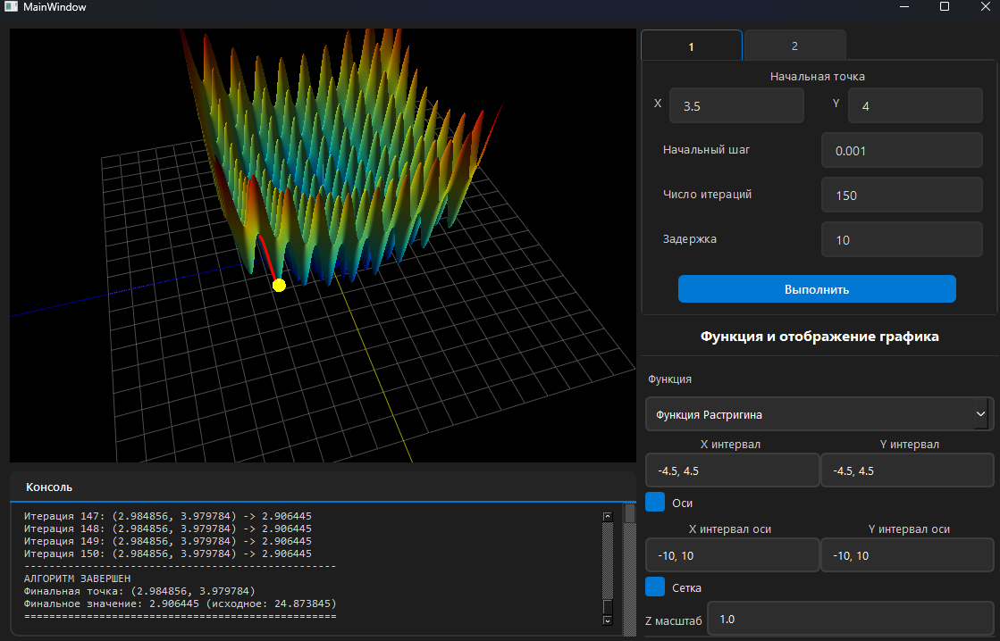 MainWindow
1
2
Начальная точка
X
3.5
Y
4
Начальный шаг
0.001
Число итераций
150
Задержка
10
Выполнить
Функция и отображение графика
Функция
Функция Растригина
X интервал
Y интервал
-4.5, 4.5
-4.5, 4.5
Оси
X интервал оси
Y интервал оси
-10, 10
-10, 10
Сетка
Z масштаб
1.0
Консоль
Итерация 147: (2.984856, 3.979784) -> 2.906445
Итерация 148: (2.984856, 3.979784) -> 2.906445
Итерация 149: (2.984856, 3.979784) -> 2.906445
Итерация 150: (2.984856, 3.979784) -> 2.906445
--------------------------------------------------
АЛГОРИТМ ЗАВЕРШЕН
Финальная точка: (2.984856, 3.979784)
Финальное значение: 2.906445 (исходное: 24.873845)
==================================================